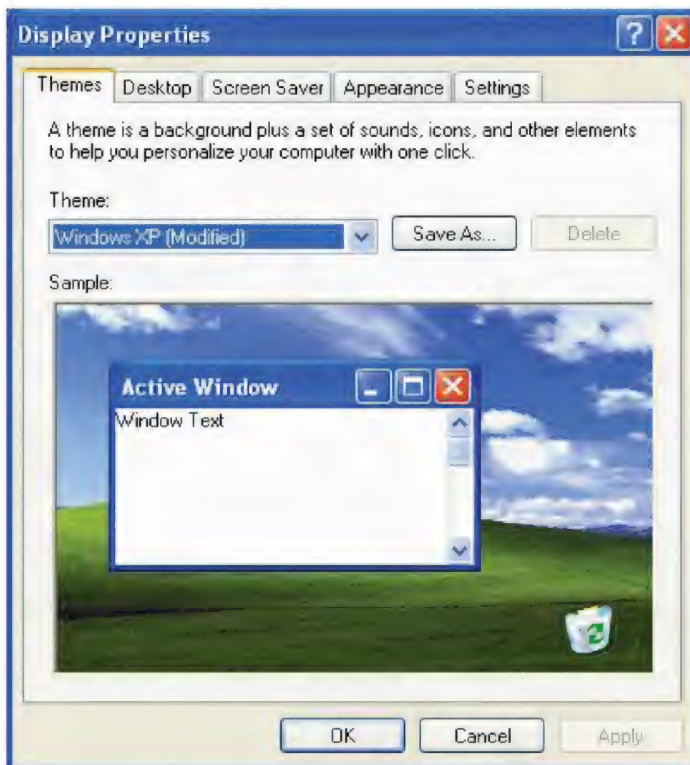 Display Properties
Themes Desktop Screen Saver Appearance Settings
A theme is a background plus a set of sounds, icons, and other elements
to help you personalize your computer with one click.
Theme:
Windows XP (Modified) Save As... Delete
Sample:
Active Window
Window Text
OK Cancel Apply